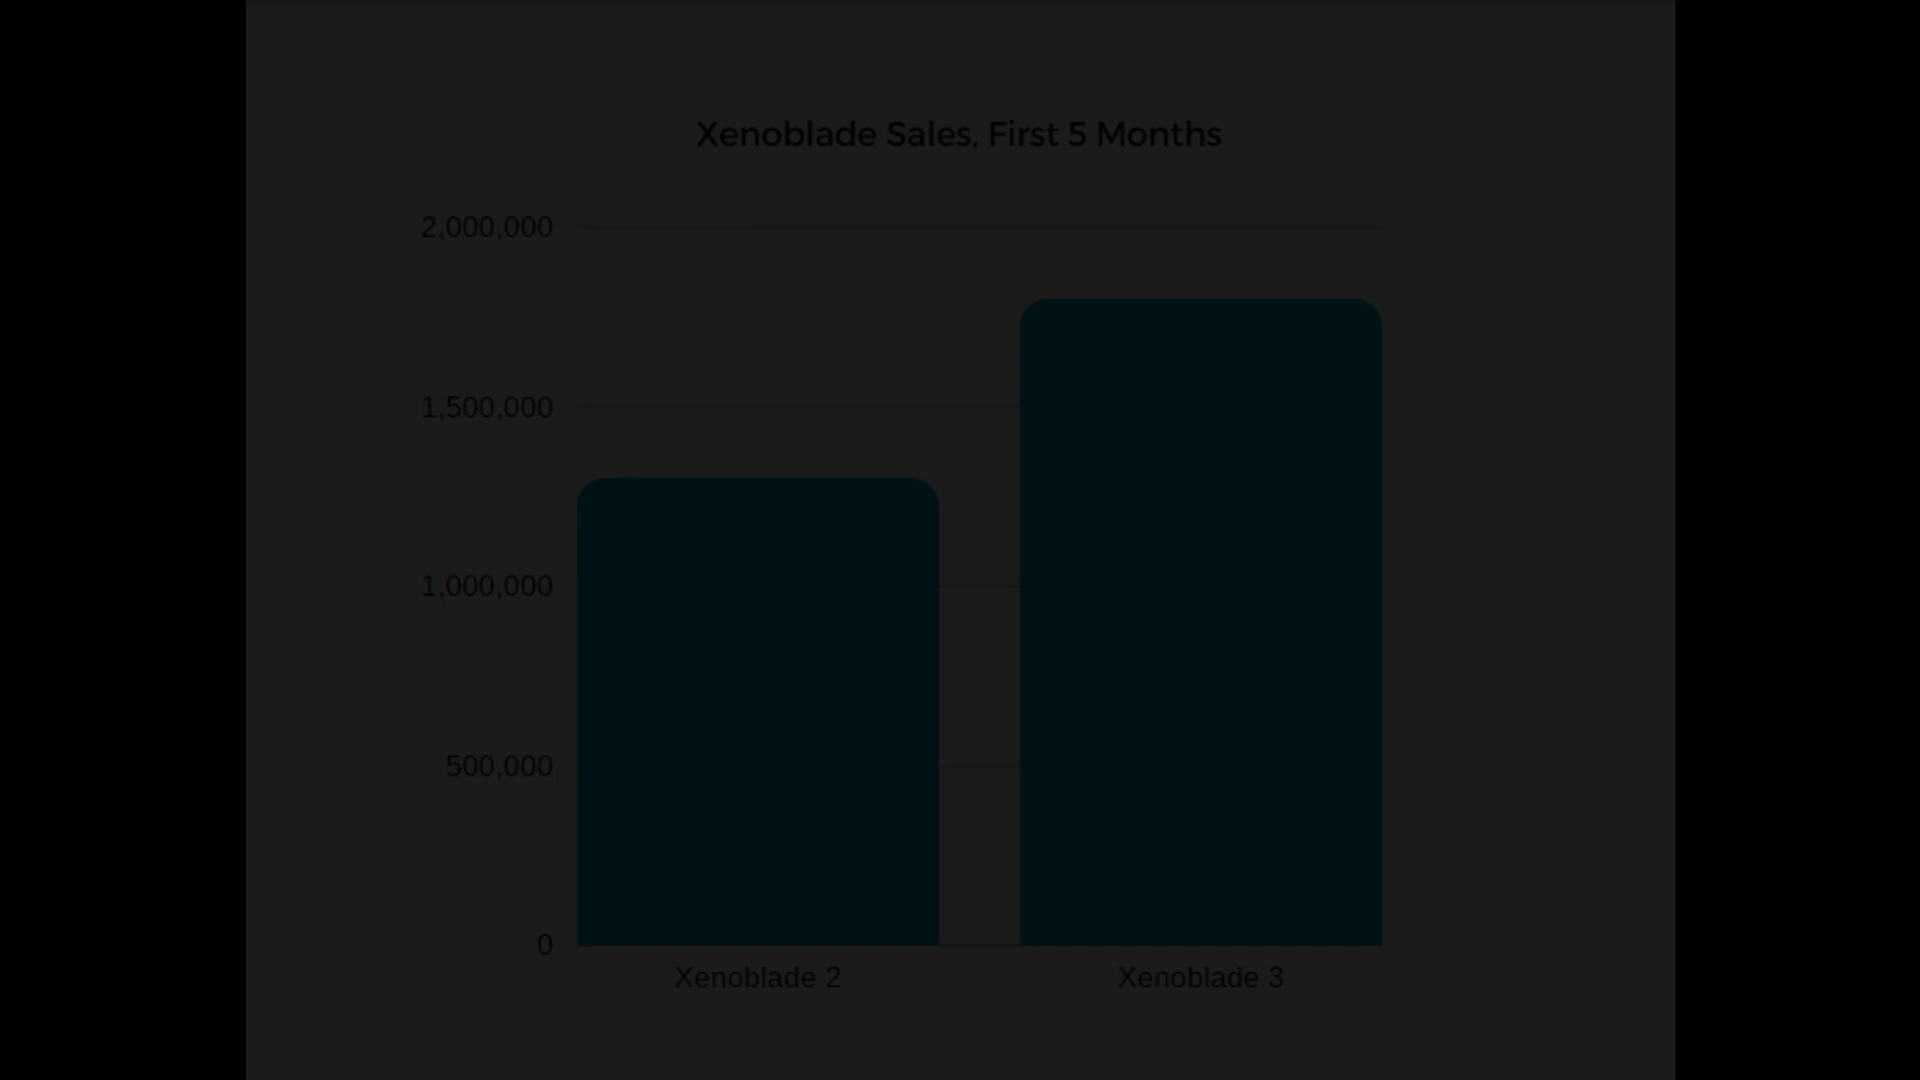 Xenoblade Sales, First 5 Months
2,000,000
1,500,000
1,000,000
500,000
0
Xenoblade 2
Xenoblade 3